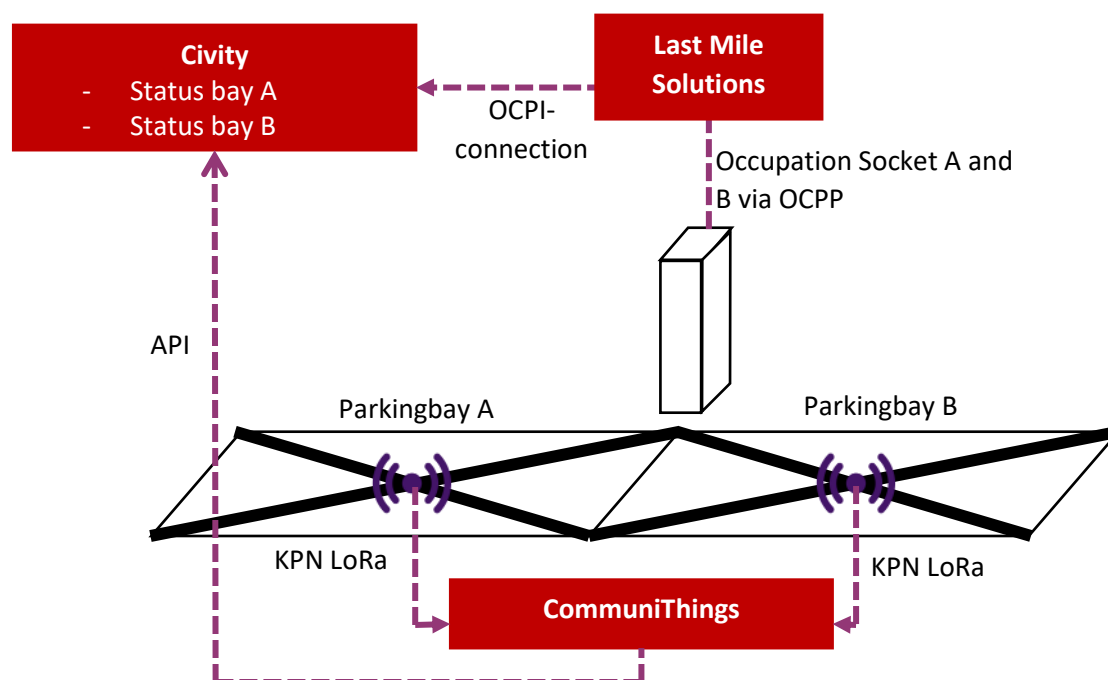 Civity
- Status bay A
- Status bay B
Last Mile
Solutions
OCPI-
connection
Occupation Socket A and
B via OCPP
API
Parkingbay A
Parkingbay B
KPN LoRa
KPN LoRa
CommuniThings